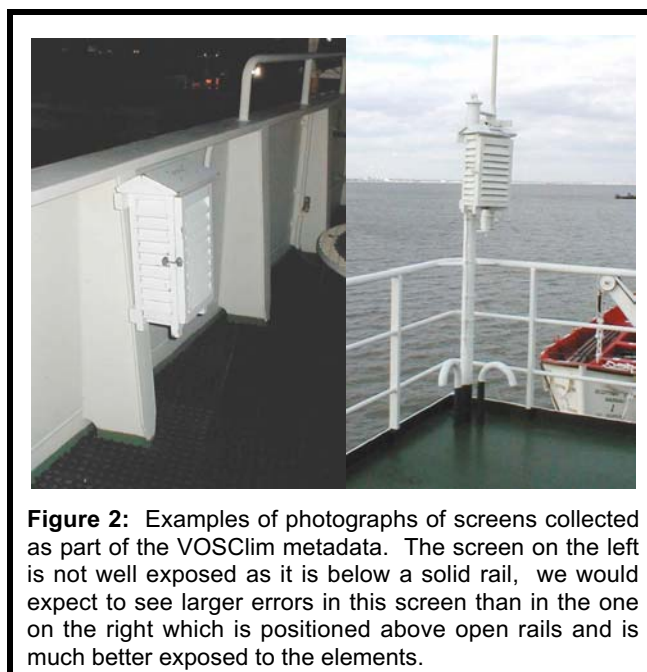 Figure 2: Examples of photographs of screens collected
as part of the VOSClim metadata. The screen on the left
is not well exposed as it is below a solid rail, we would
expect to see larger errors in this screen than in the one
on the right which is positioned above open rails and is
much better exposed to the elements.